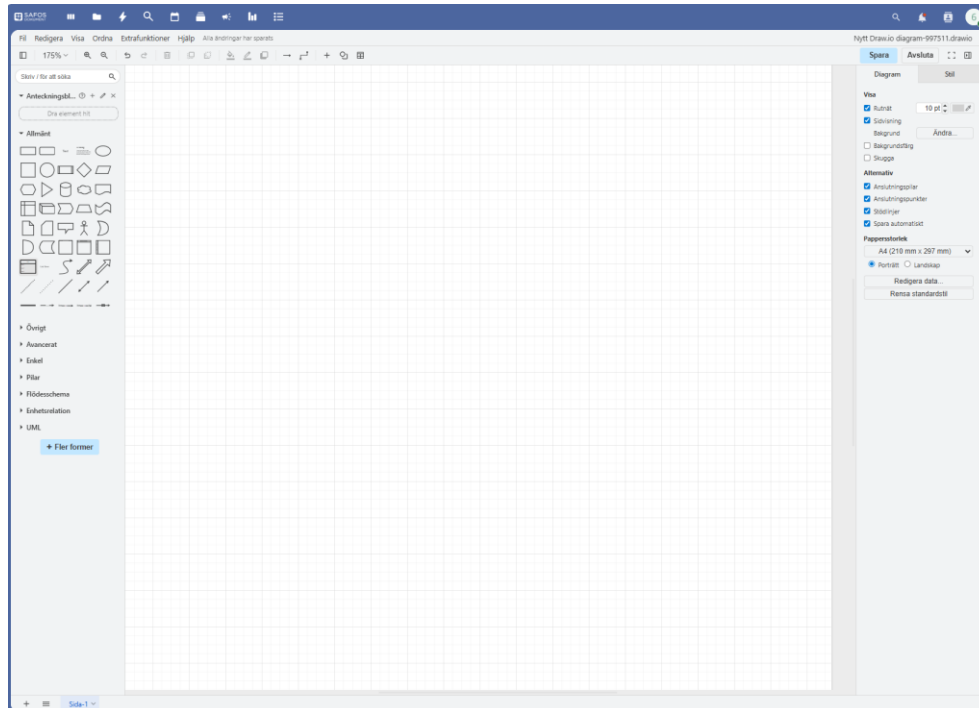 SAPOS
6
Fil Redigera Visa Ordna Extrafunktioner Hjälp Alla ändringar har sparats
Nytt Draw.io diagram-997511.drawio
175%
Spara Avsluta
Skriv / för att söka
Anteckningsbl...
Dra element hit
Allmänt
Övrigt
Avancerat
Enkel
Pilar
Flödesschema
Enhetsrelation
UML
+ Fler former
Diagram Stil
Visa
Rutnät 10 pt
Sidvisning
Bakgrund Ändra...
Bakgrundsfärg
Skugga
Alternativ
Anslutningspilar
Anslutningspunkter
Stödlinjer
Spara automatiskt
Pappersstorlek
A4 (210 mm x 297 mm)
Porträtt Landskap
Redigera data...
Rensa standardstil
Sida-1